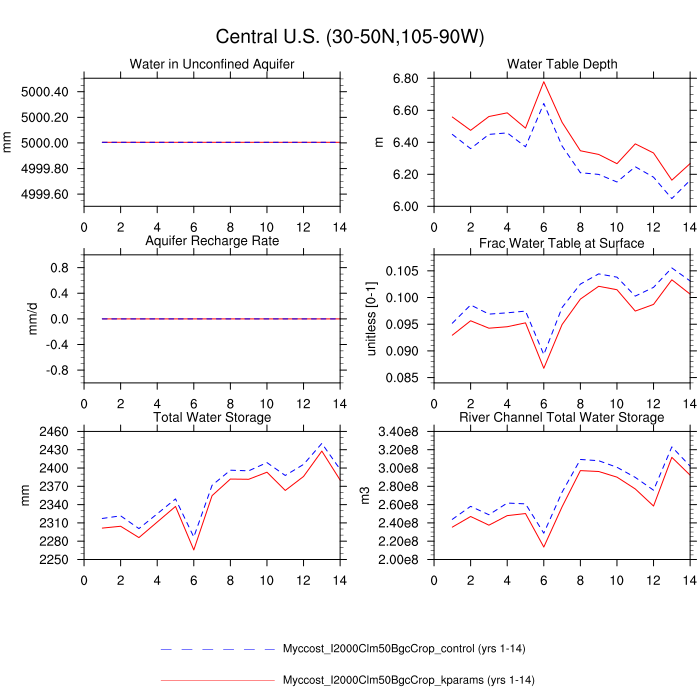 Central U.S. (30-50N,105-90W)
Water in Unconfined Aquifer
mm
5000.40
5000.20
5000.00
4999.80
4999.60
0 2 4 6 8 10 12 14
Water Table Depth
m
6.80
6.60
6.40
6.20
6.00
0 2 4 6 8 10 12 14
Aquifer Recharge Rate
mm/d
0.8
0.4
0.0
-0.4
-0.8
0 2 4 6 8 10 12 14
Frac Water Table at Surface
unitless [0-1]
0.105
0.100
0.095
0.090
0.085
0 2 4 6 8 10 12 14
Total Water Storage
mm
2460
2430
2400
2370
2340
2310
2280
2250
0 2 4 6 8 10 12 14
River Channel Total Water Storage
m3
3.40e8
3.20e8
3.00e8
2.80e8
2.60e8
2.40e8
2.20e8
2.00e8
0 2 4 6 8 10 12 14
Myccost_I2000Clm50BgcCrop_control (yrs 1-14)
Myccost_I2000Clm50BgcCrop_kparams (yrs 1-14)